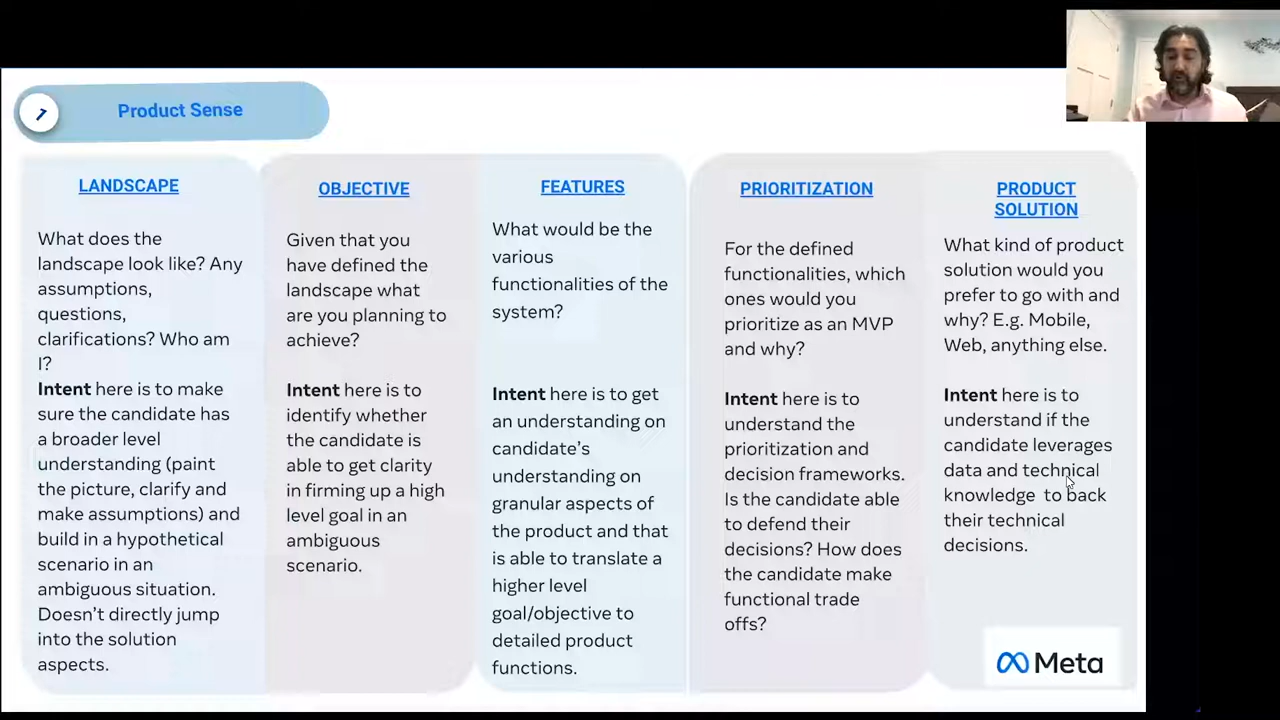 1
Product Sense
LANDSCAPE
What does the
landscape look like? Any
assumptions,
questions,
clarifications? Who am
I?
Intent here is to make
sure the candidate has
a broader level
understanding (paint
the picture, clarify and
make assumptions) and
build in a hypothetical
scenario in an
ambiguous situation.
Doesn't directly jump
into the solution
aspects.
OBJECTIVE
Given that you
have defined the
landscape what
are you planning to
achieve?
Intent here is to
identify whether
the candidate is
able to get clarity
in firming up a high
level goal in an
ambiguous
scenario.
FEATURES
What would be the
various
functionalities of the
system?
Intent here is to get
an understanding on
candidate's
understanding on
granular aspects of
the product and that
is able to translate a
higher level
goal/objective to
detailed product
functions.
PRIORITIZATION
For the defined
functionalities, which
ones would you
prioritize as an MVP
and why?
Intent here is to
understand the
prioritization and
decision frameworks.
Is the candidate able
to defend their
decisions? How does
the candidate make
functional trade
offs?
PRODUCT
SOLUTION
What kind of product
solution would you
prefer to go with and
why? E.g. Mobile,
Web, anything else.
Intent here is to
understand if the
candidate leverages
data and technical
knowledge to back
their technical
decisions.
Meta